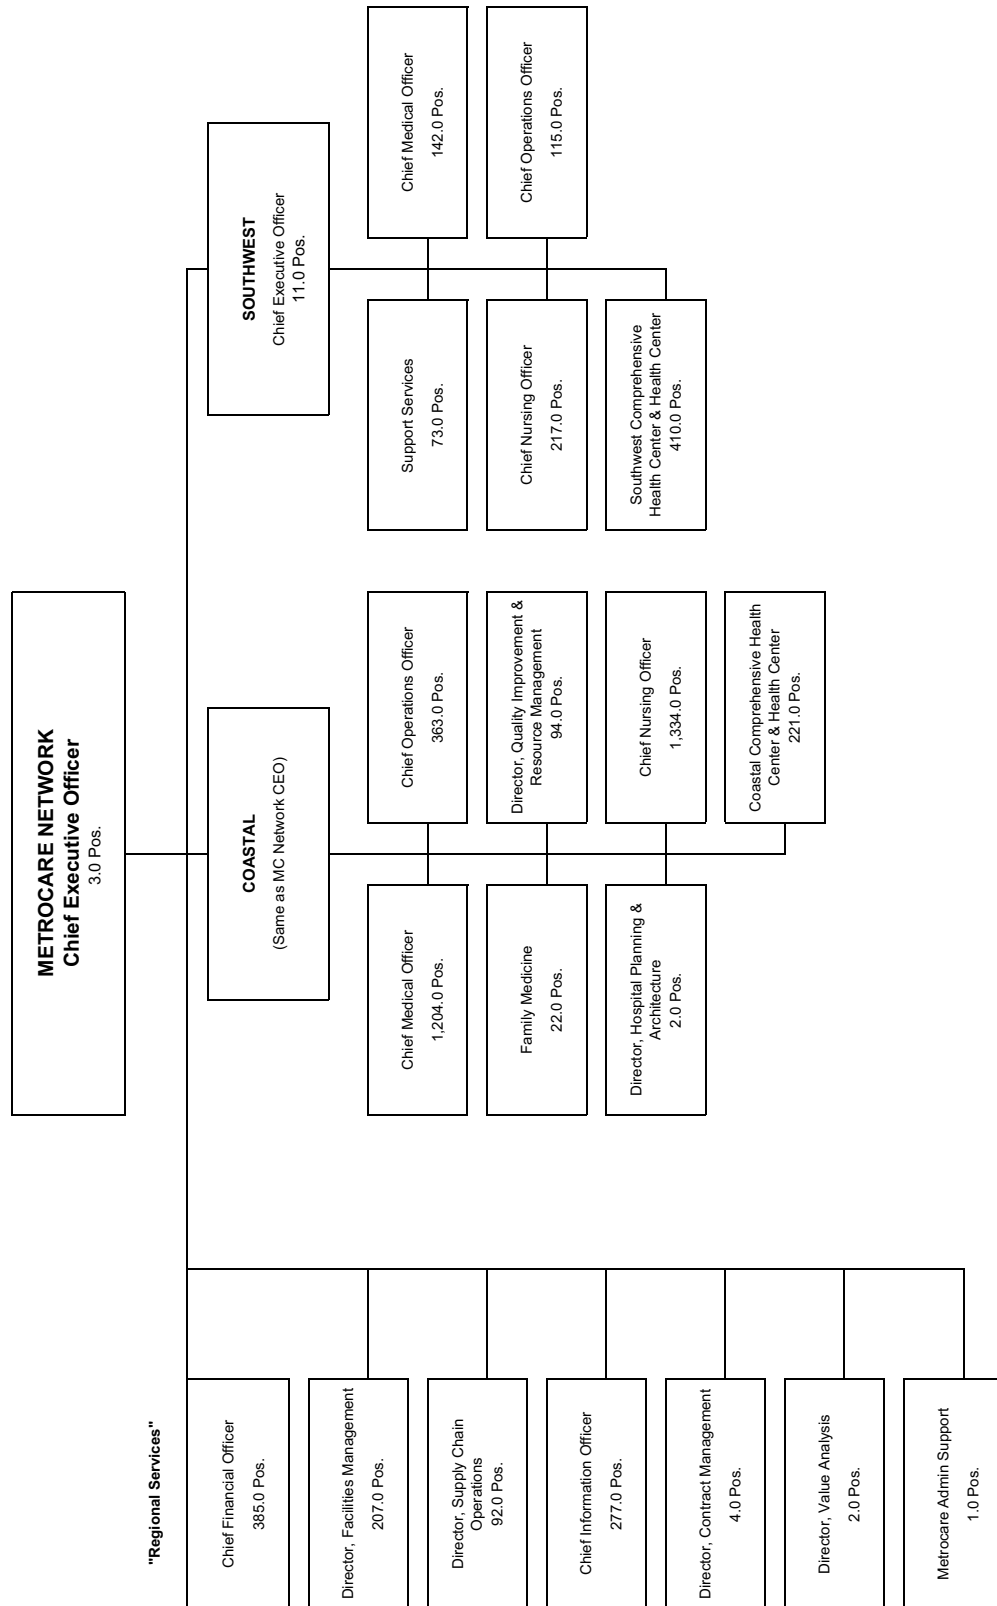 METROCARE NETWORK
Chief Executive Officer
3.0 Pos.
"Regional Services"
Chief Financial Officer
385.0 Pos.
Director, Facilities Management
207.0 Pos.
Director, Supply Chain
Operations
92.0 Pos.
Chief Information Officer
277.0 Pos.
Director, Contract Management
4.0 Pos.
Director, Value Analysis
2.0 Pos.
Metrocare Admin Support
1.0 Pos.
COASTAL
(Same as MC Network CEO)
Chief Medical Officer
1,204.0 Pos.
Chief Operations Officer
363.0 Pos.
Family Medicine
22.0 Pos.
Director, Quality Improvement &
Resource Management
94.0 Pos.
Director, Hospital Planning &
Architecture
2.0 Pos.
Chief Nursing Officer
1,334.0 Pos.
Coastal Comprehensive Health
Center & Health Center
221.0 Pos.
SOUTHWEST
Chief Executive Officer
11.0 Pos.
Support Services
73.0 Pos.
Chief Medical Officer
142.0 Pos.
Chief Nursing Officer
217.0 Pos.
Chief Operations Officer
115.0 Pos.
Southwest Comprehensive
Health Center & Health Center
410.0 Pos.